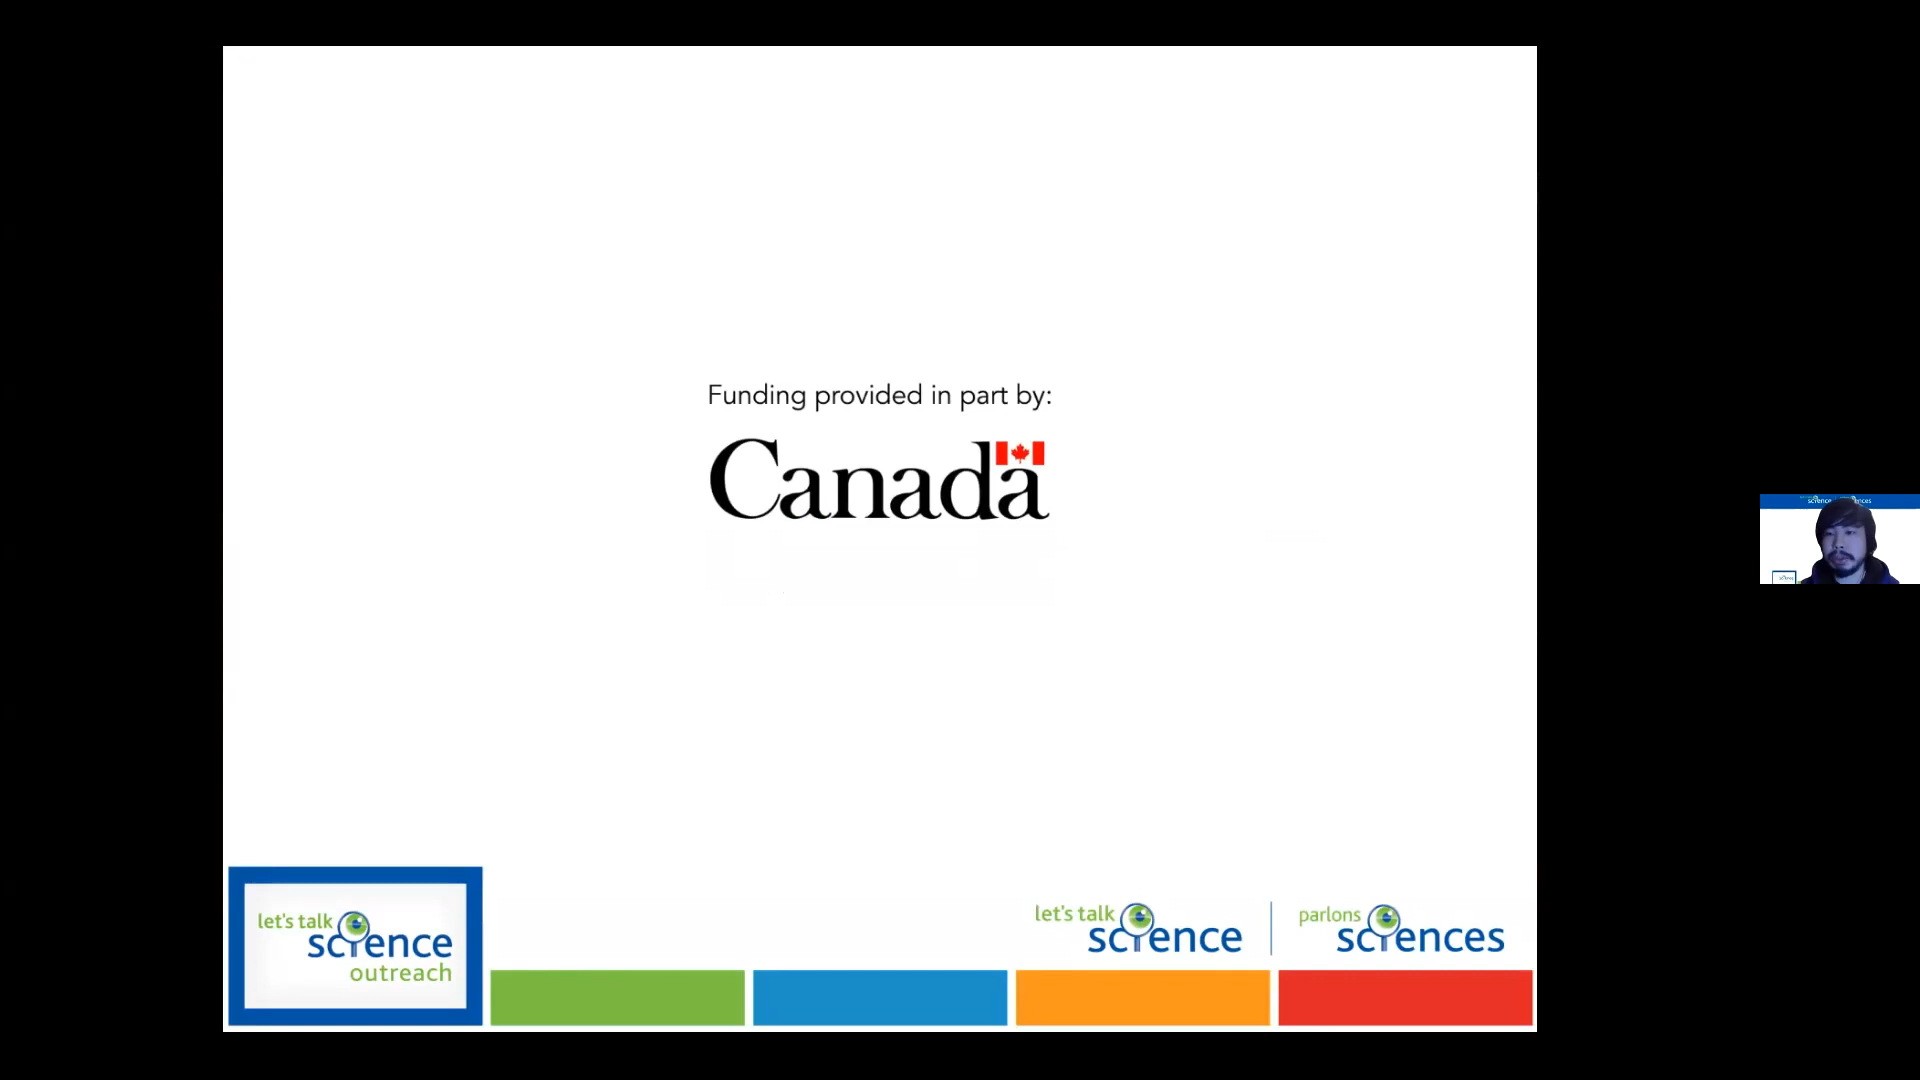 Funding provided in part by:
Canada
let's talk
science
outreach
let's talk
science
parlons
sciences